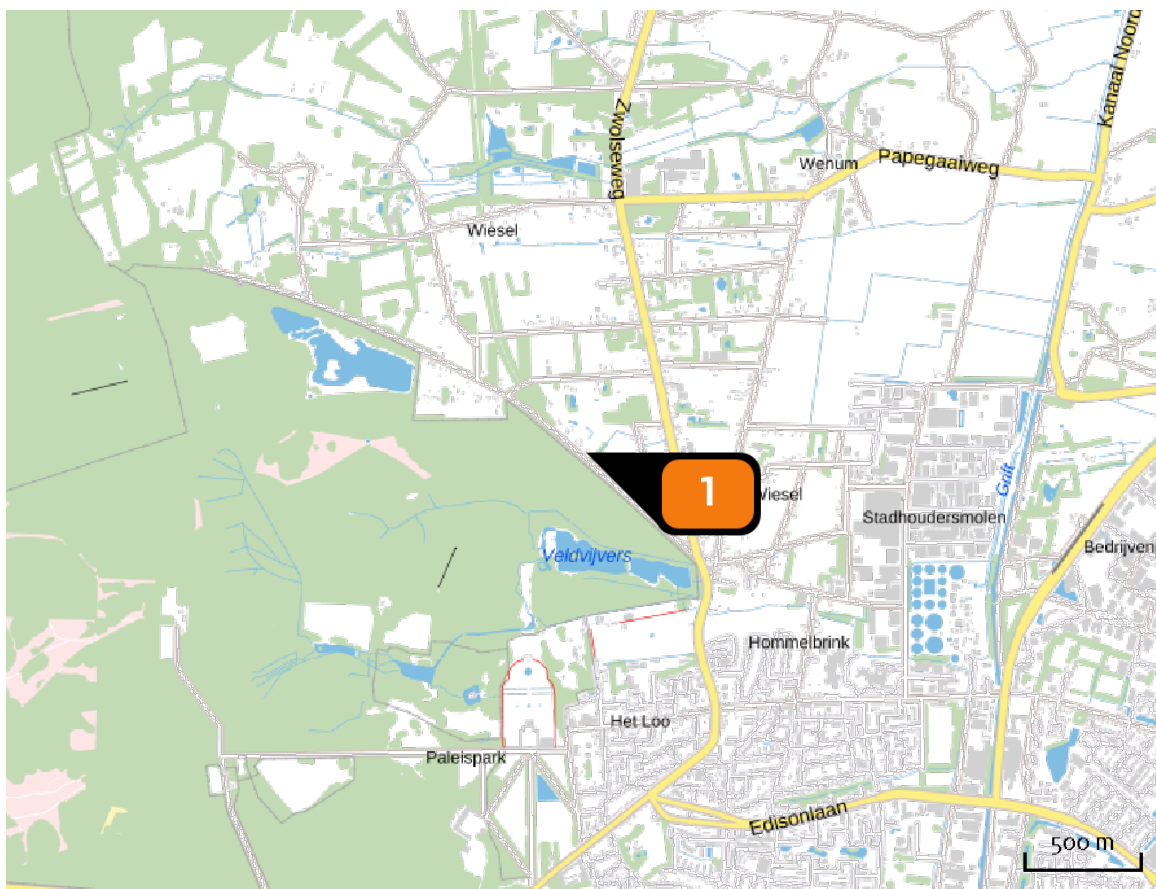 Kanaal Noord
Zwolseweg
Wenum
Papegaaiweg
Wiesel
1
Wiesel
Grift
Stadhoudersmolen
Veldvijvers
Bedrijven
Hommelbrink
Het Loo
Paleispark
Edisonlaan
500 m